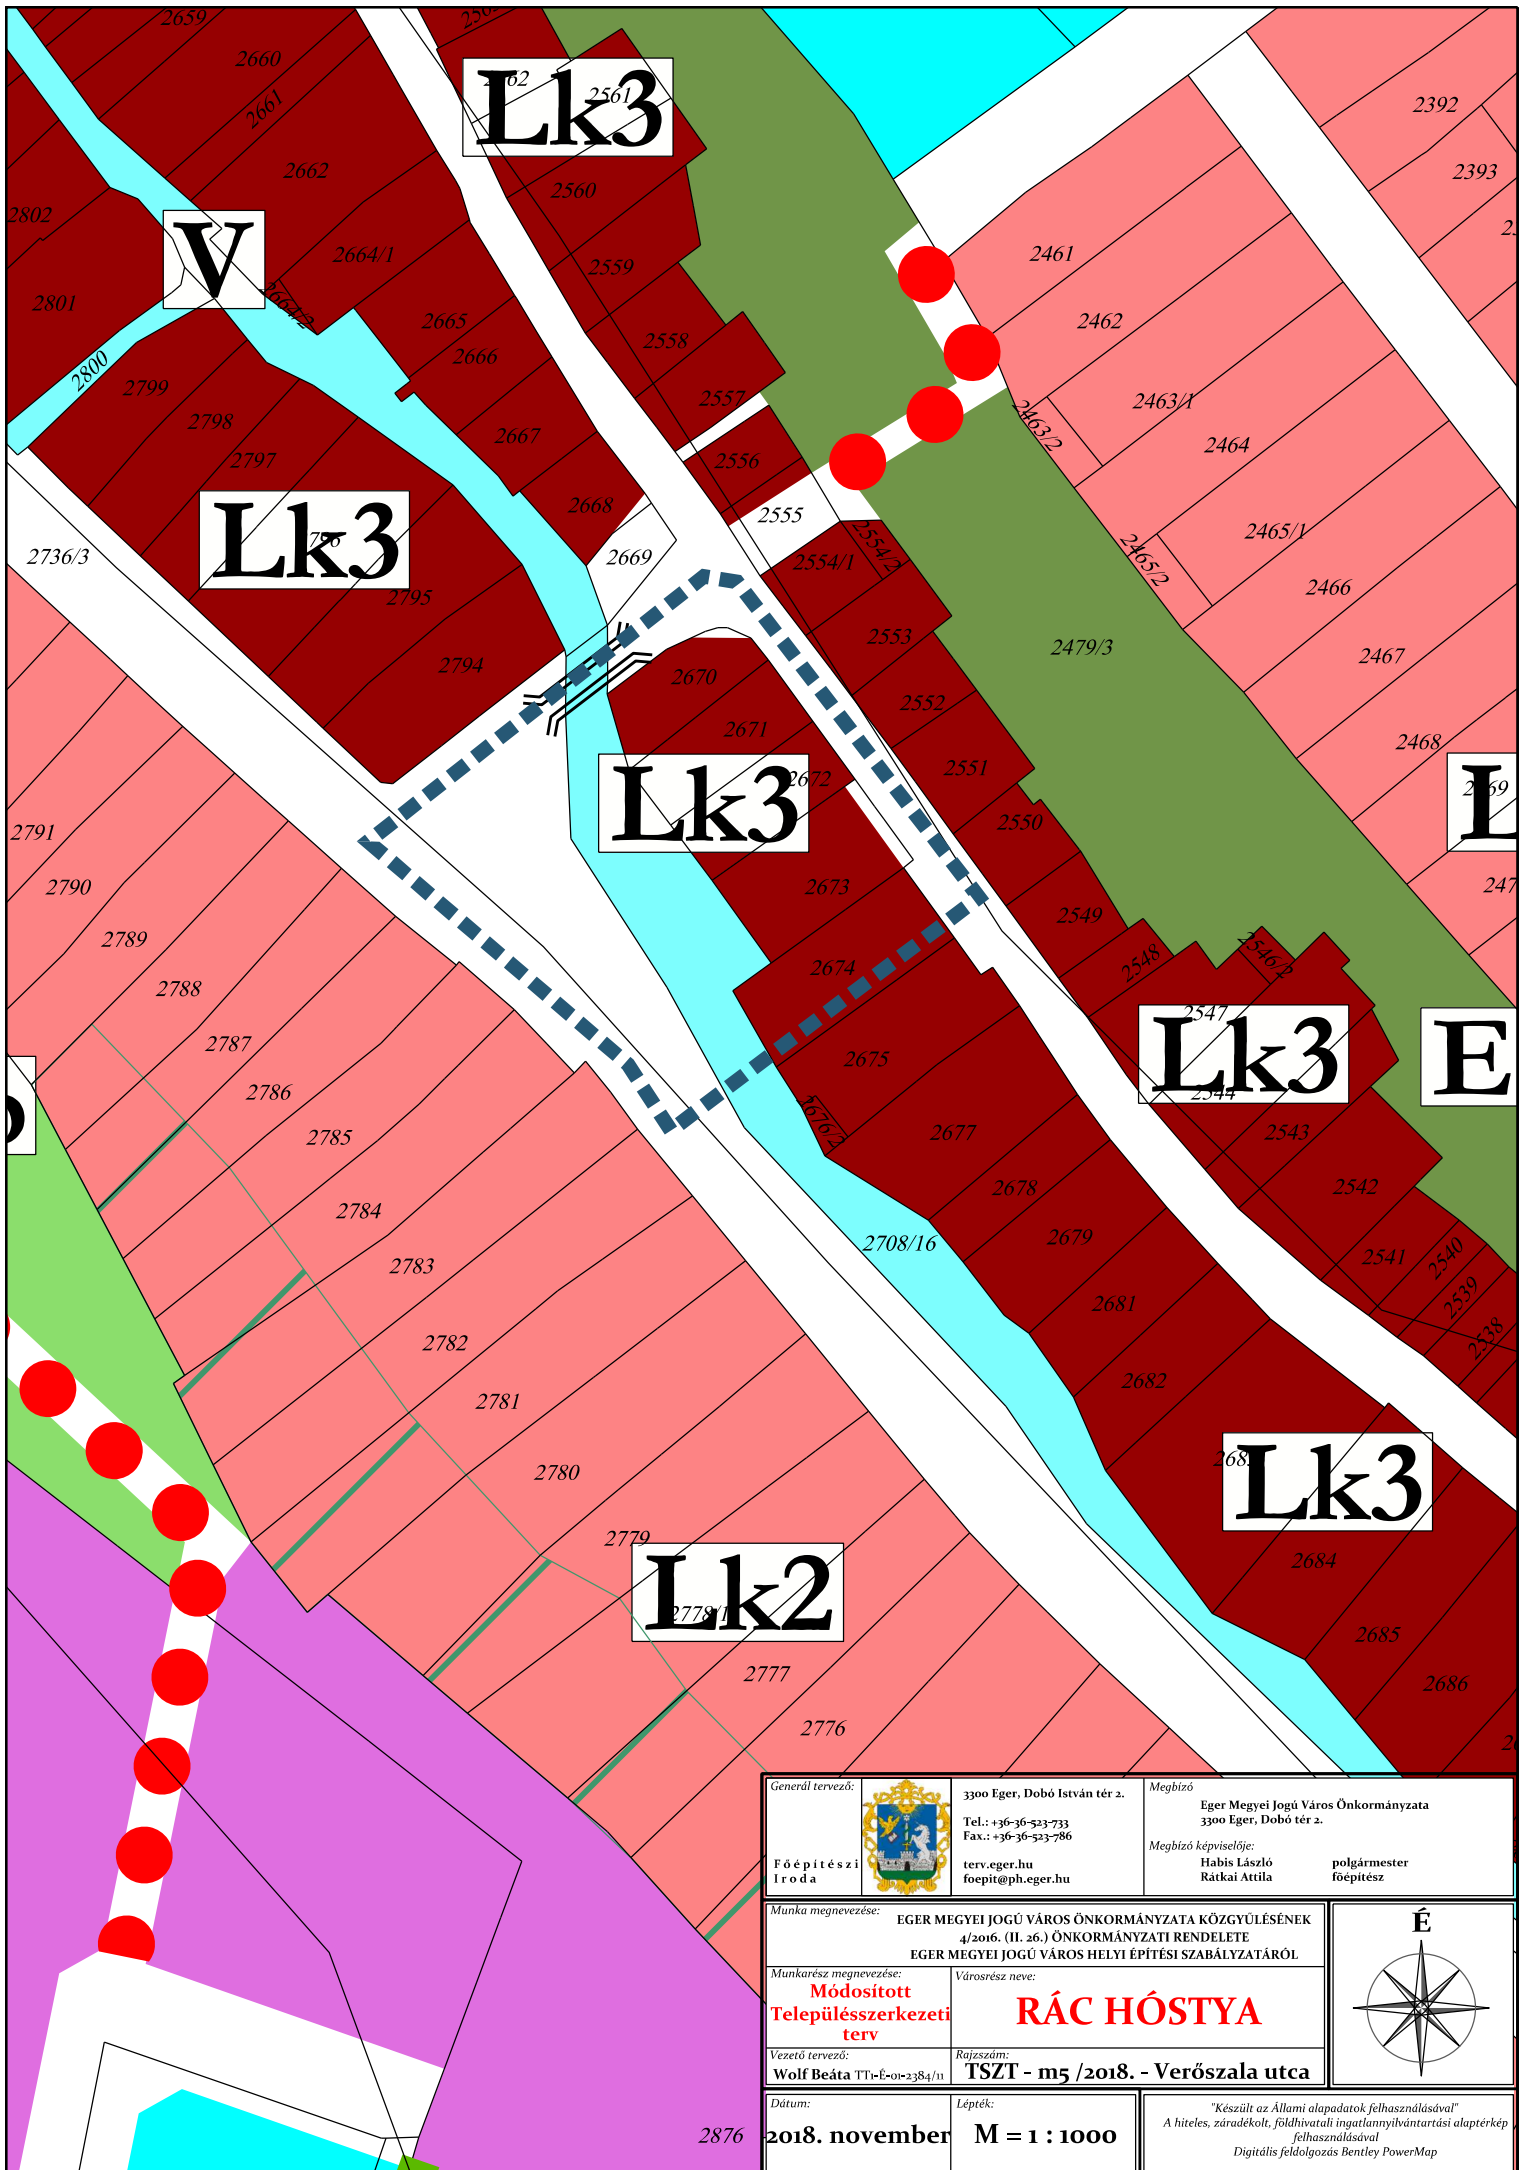 2659
2660
2661
2662
2561
Lk3
2560
2392
2393
2802
V
2664/1
2664/2
2559
2461
2801
2665
2666
2558
2462
2800
2799
2798
2797
2667
2557
2556
2463/1
2463/2
2464
Lk3
2668
2555
2465/1
2465/2
2736/3
2669
2554/1
2554/2
2466
2795
2794
2553
2479/3
2467
2670
2671
2672
2552
2468
Lk3
2551
2550
L
2791
2790
2673
2549
2789
2674
2548
2546/2
2788
2547
Lk3
E
2787
2675
2544
2786
2676/2
2677
2543
2785
2678
2542
2784
2708/16
2679
2541
2540
2783
2539
2681
2538
2782
2682
2781
Lk3
2780
2779
2684
Lk2
2778/1
2685
2777
2686
2776
2876
Generál tervező:
Főépítészi
Iroda
3300 Eger, Dobó István tér 2.
Tel.: +36-36-523-733
Fax.: +36-36-523-786
terv.eger.hu
foepit@ph.eger.hu
Megbízó
Eger Megyei Jogú Város Önkormányzata
3300 Eger, Dobó tér 2.
Megbízó képviselője:
Habis László polgármester
Rátkai Attila főépítész
Munka megnevezése:
EGER MEGYEI JOGÚ VÁROS ÖNKORMÁNYZATA KÖZGYŰLÉSÉNEK
4/2016. (II. 26.) ÖNKORMÁNYZATI RENDELETE
EGER MEGYEI JOGÚ VÁROS HELYI ÉPÍTÉSI SZABÁLYZATÁRÓL
É
Munkarész megnevezése:
Módosított
Településszerkezeti
terv
Városrész neve:
RÁC HÓSTYA
Vezető tervező:
Wolf Beáta TT1-É-01-2384/11
Rajzszám:
TSZT - m5 /2018. - Verőszala utca
Dátum:
2018. november
Lépték:
M = 1 : 1000
"Készült az Állami alapadatok felhasználásával"
A hiteles, záradékolt, földhivatali ingatlannyilvántartási alaptérkép
felhasználásával
Digitális feldolgozás Bentley PowerMap